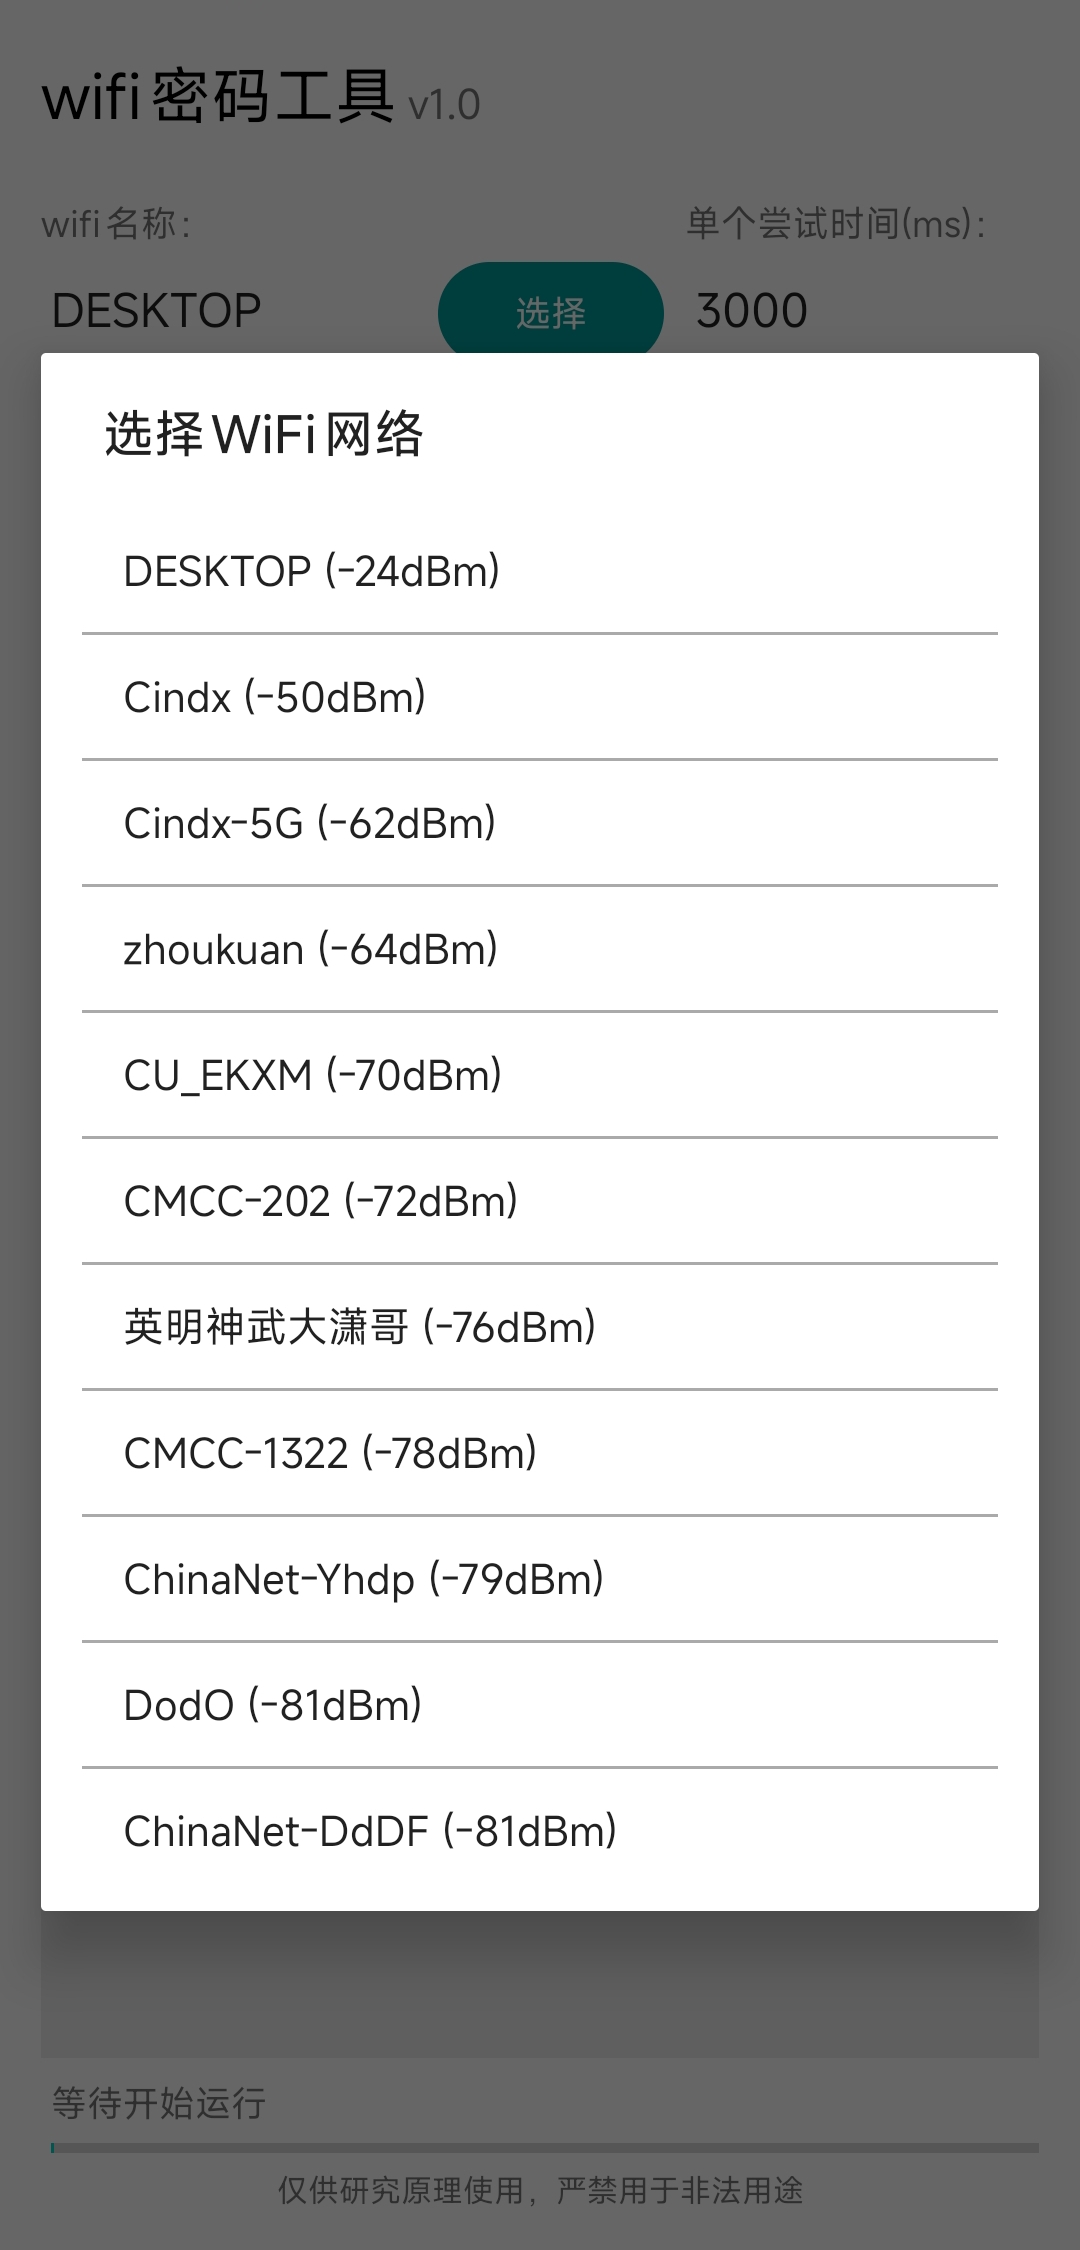 wifi密码工具 v1.0
wifi名称：
单个尝试时间(ms)：
DESKTOP
选择
3000
选择WiFi网络
DESKTOP (-24dBm)
Cindx (-50dBm)
Cindx-5G (-62dBm)
zhoukuan (-64dBm)
CU_EKXM (-70dBm)
CMCC-202 (-72dBm)
英明神武大潇哥 (-76dBm)
CMCC-1322 (-78dBm)
ChinaNet-Yhdp (-79dBm)
DodO (-81dBm)
ChinaNet-DdDF (-81dBm)
等待开始运行
仅供研究原理使用，严禁用于非法用途